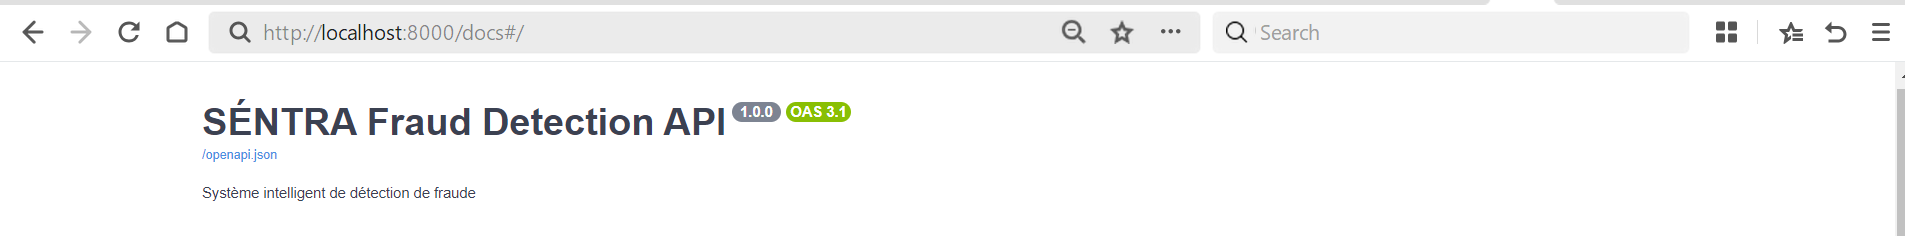 http://localhost:8000/docs#/
Search
SÉNTRA Fraud Detection API 1.0.0 OAS 3.1
/openapi.json
Système intelligent de détection de fraude